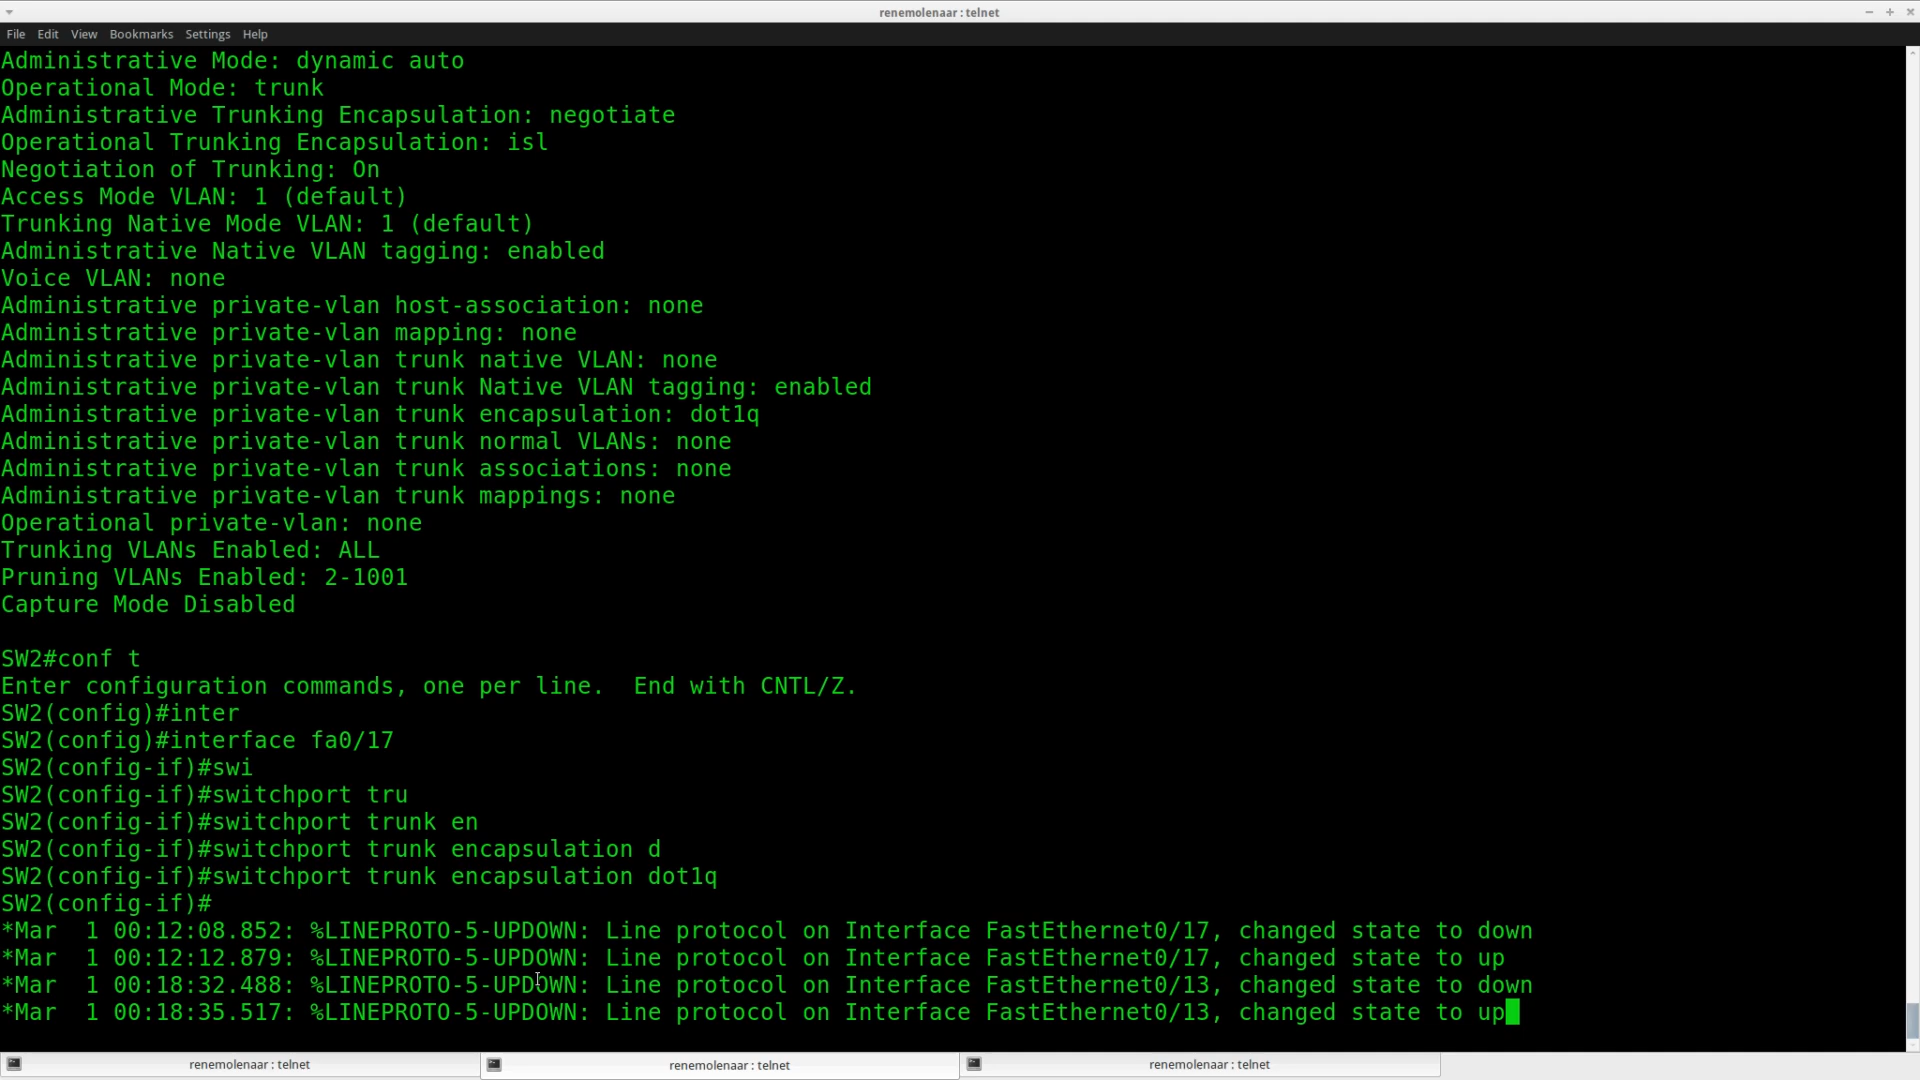 renemolenaar : telnet
File Edit View Bookmarks Settings Help
Administrative Mode: dynamic auto
Operational Mode: trunk
Administrative Trunking Encapsulation: negotiate
Operational Trunking Encapsulation: isl
Negotiation of Trunking: On
Access Mode VLAN: 1 (default)
Trunking Native Mode VLAN: 1 (default)
Administrative Native VLAN tagging: enabled
Voice VLAN: none
Administrative private-vlan host-association: none
Administrative private-vlan mapping: none
Administrative private-vlan trunk native VLAN: none
Administrative private-vlan trunk Native VLAN tagging: enabled
Administrative private-vlan trunk encapsulation: dot1q
Administrative private-vlan trunk normal VLANs: none
Administrative private-vlan trunk associations: none
Administrative private-vlan trunk mappings: none
Operational private-vlan: none
Trunking VLANs Enabled: ALL
Pruning VLANs Enabled: 2-1001
Capture Mode Disabled
SW2#conf t
Enter configuration commands, one per line.  End with CNTL/Z.
SW2(config)#inter
SW2(config)#interface fa0/17
SW2(config-if)#swi
SW2(config-if)#switchport tru
SW2(config-if)#switchport trunk en
SW2(config-if)#switchport trunk encapsulation d
SW2(config-if)#switchport trunk encapsulation dot1q
SW2(config-if)#
*Mar  1 00:12:08.852: %LINEPROTO-5-UPDOWN: Line protocol on Interface FastEthernet0/17, changed state to down
*Mar  1 00:12:12.879: %LINEPROTO-5-UPDOWN: Line protocol on Interface FastEthernet0/17, changed state to up
*Mar  1 00:18:32.488: %LINEPROTO-5-UPDOWN: Line protocol on Interface FastEthernet0/13, changed state to down
*Mar  1 00:18:35.517: %LINEPROTO-5-UPDOWN: Line protocol on Interface FastEthernet0/13, changed state to up
renemolenaar : telnet renemolenaar : telnet renemolenaar : telnet